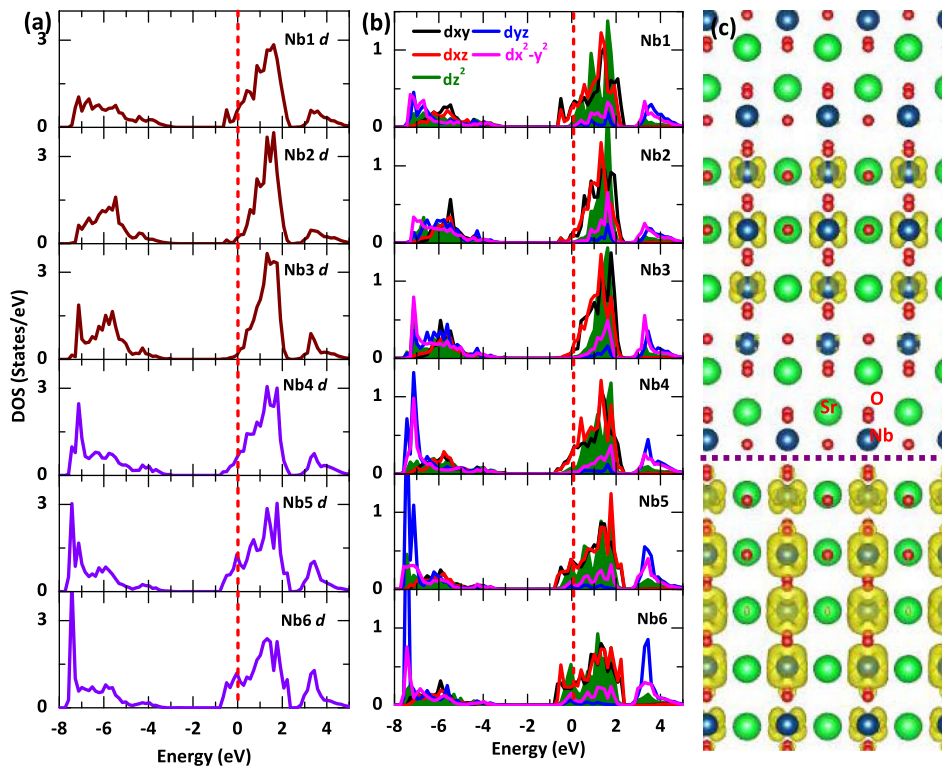 (a)
(b)
(c)
DOS (States/eV)
3
0
Nb1 d
3
0
Nb2 d
3
0
Nb3 d
3
0
Nb4 d
3
0
Nb5 d
3
0
Nb6 d
-8 -6 -4 -2 0 2 4
Energy (eV)
dxy dyz
dxz dx²-y²
dz²
1
0
Nb1
1
0
Nb2
1
0
Nb3
1
0
Nb4
1
0
Nb5
1
0
Nb6
-8 -6 -4 -2 0 2 4
Energy (eV)
Sr O
Nb